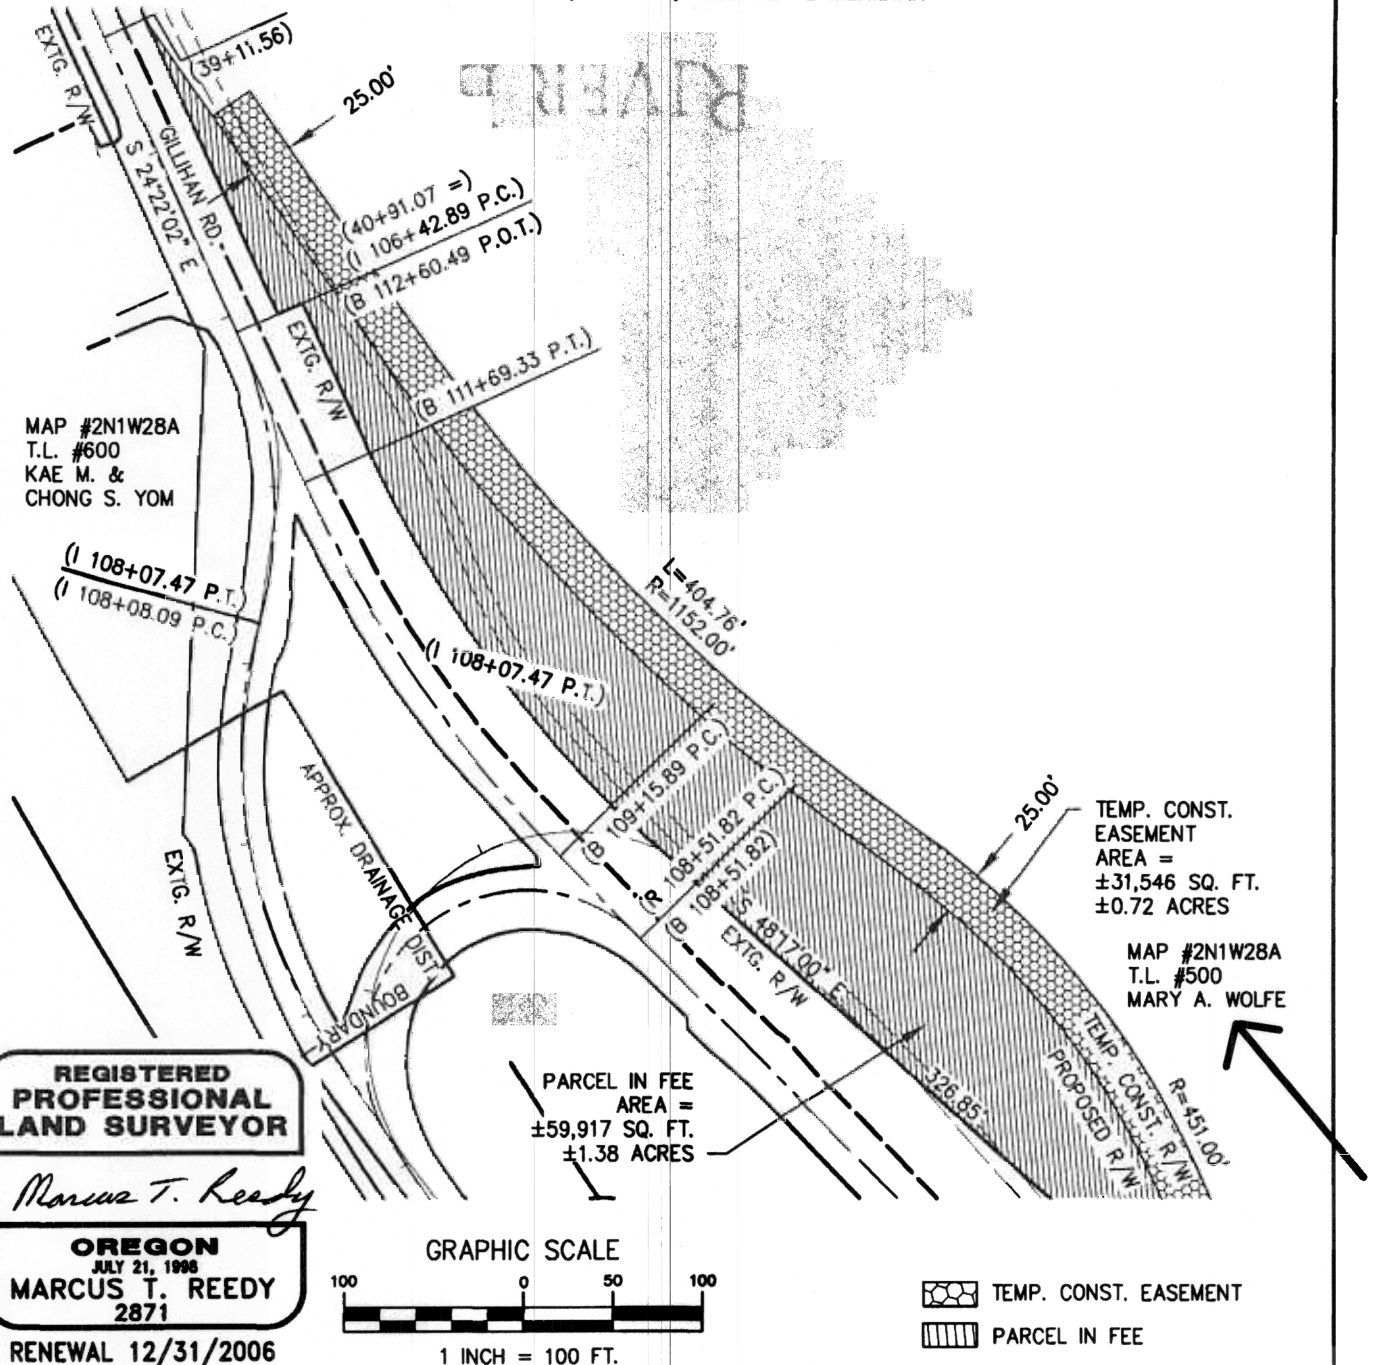 (39+11.56)
EXTG. R/W
25.00'
GILLIHAN RD.
S 24°22'02" E
(40+91.07 =)
(I 106+42.89 P.C.)
(B 112+60.49 P.O.T.)
EXTG. R/W
(B 111+69.33 P.T.)
MAP #2N1W28A
T.L. #600
KAE M. &
CHONG S. YOM
(I 108+07.47 P.T.)
(I 108+08.09 P.C.)
L=404.76'
R=1152.00'
(I 108+07.47 P.T.)
(B 109+15.89 P.C.)
108+51.82 P.C.)
(B 108+51.82)
APPROX. DRAINAGE DIST.
BOUNDARY
EXTG. R/W
S 48°17'00" E
326.85'
EXTG. R/W
25.00'
TEMP. CONST.
EASEMENT
AREA =
±31,546 SQ. FT.
±0.72 ACRES
MAP #2N1W28A
T.L. #500
MARY A. WOLFE
TEMP. CONST. R/W
PROPOSED R/W
R=451.00'
PARCEL IN FEE
AREA =
±59,917 SQ. FT.
±1.38 ACRES
REGISTERED
PROFESSIONAL
LAND SURVEYOR
Marcus T. Reedy
OREGON
JULY 21, 1998
MARCUS T. REEDY
2871
RENEWAL 12/31/2006
GRAPHIC SCALE
100 0 50 100
1 INCH = 100 FT.
TEMP. CONST. EASEMENT
PARCEL IN FEE